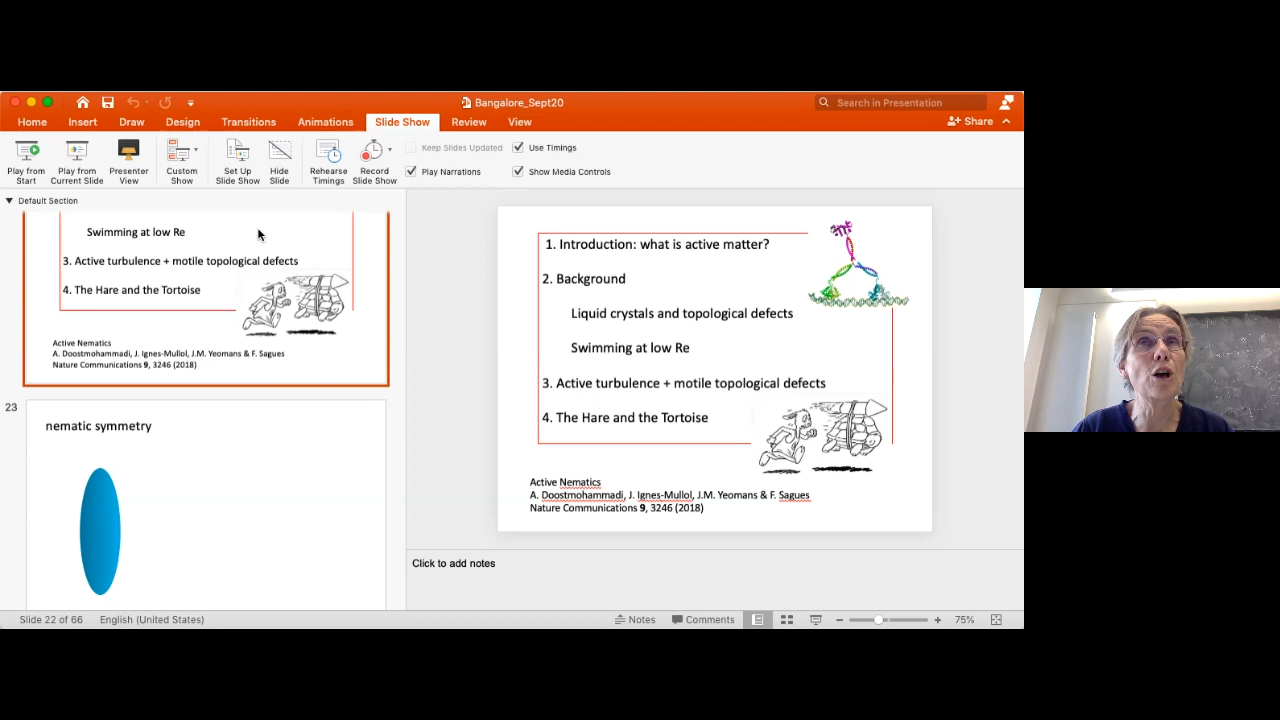 Bangalore_Sept20
Search in Presentation
Home Insert Draw Design Transitions Animations Slide Show Review View
Share
Play from Start
Play from Current Slide
Presenter View
Custom Show
Set Up Slide Show
Hide Slide
Rehearse Timings
Record Slide Show
Keep Slides Updated
Use Timings
Play Narrations
Show Media Controls
Default Section
Swimming at low Re
3. Active turbulence + motile topological defects
4. The Hare and the Tortoise
Active Nematics
A. Doostmohammadi, J. Ignes-Mullol, J.M. Yeomans & F. Sagues
Nature Communications 9, 3246 (2018)
23
nematic symmetry
1. Introduction: what is active matter?
2. Background
Liquid crystals and topological defects
Swimming at low Re
3. Active turbulence + motile topological defects
4. The Hare and the Tortoise
Active Nematics
A. Doostmohammadi, J. Ignes-Mullol, J.M. Yeomans & F. Sagues
Nature Communications 9, 3246 (2018)
Click to add notes
Slide 22 of 66
English (United States)
Notes
Comments
75%